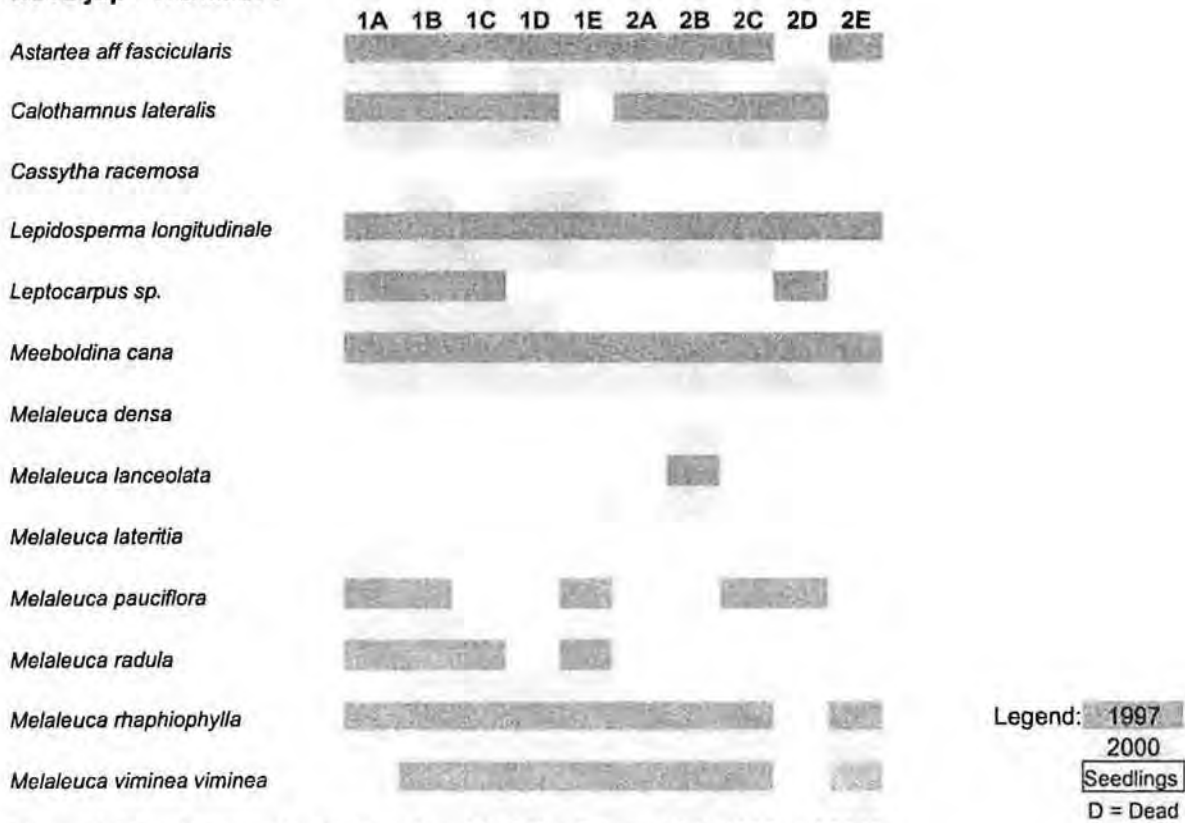 1A 1B 1C 1D 1E 2A 2B 2C 2D 2E
Astartea aff fascicularis
Calothamnus lateralis
Cassytha racemosa
Lepidosperma longitudinale
Leptocarpus sp.
Meeboldina cana
Melaleuca densa
Melaleuca lanceolata
Melaleuca lateritia
Melaleuca pauciflora
Melaleuca radula
Melaleuca rhaphiophylla
Melaleuca viminea viminea
Legend: 1997
2000
Seedlings
D = Dead